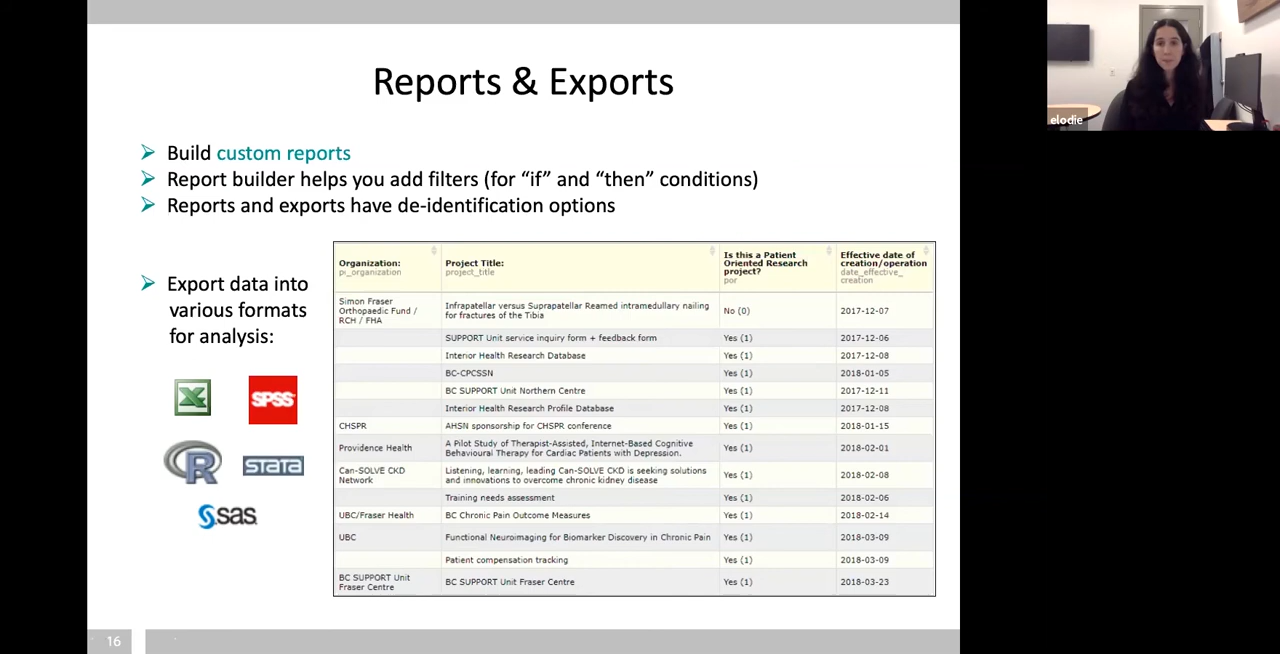 Reports & Exports
elodie
➢ Build custom reports
➢ Report builder helps you add filters (for “if” and “then” conditions)
➢ Reports and exports have de-identification options
➢ Export data into
various formats
for analysis:
SPSS
R
STATA
sas
Organization:
pi_organization
Project Title:
project_title
Is this a Patient
Oriented Research
project?
por
Effective date of
creation/operation
date_effective_
creation
Simon Fraser
Orthopaedic Fund /
RCH / FHA
Infrapatellar versus Suprapatellar Reamed intramedullary nailing
for fractures of the Tibia
No (0)
2017-12-07
SUPPORT Unit service inquiry form + feedback form
Yes (1)
2017-12-06
Interior Health Research Database
Yes (1)
2017-12-08
BC-CPCSSN
Yes (1)
2018-01-05
BC SUPPORT Unit Northern Centre
Yes (1)
2017-12-11
Interior Health Research Profile Database
Yes (1)
2017-12-08
CHSPR
AHSN sponsorship for CHSPR conference
Yes (1)
2018-01-15
Providence Health
A Pilot Study of Therapist-Assisted, Internet-Based Cognitive
Behavioural Therapy for Cardiac Patients with Depression.
Yes (1)
2018-02-01
Can-SOLVE CKD
Network
Listening, learning, leading Can-SOLVE CKD is seeking solutions
and innovations to overcome chronic kidney disease
Yes (1)
2018-02-08
Training needs assessment
Yes (1)
2018-02-06
UBC/Fraser Health
BC Chronic Pain Outcome Measures
Yes (1)
2018-02-14
UBC
Functional Neuroimaging for Biomarker Discovery in Chronic Pain
Yes (1)
2018-03-09
Patient compensation tracking
Yes (1)
2018-03-09
BC SUPPORT Unit
Fraser Centre
BC SUPPORT Unit Fraser Centre
Yes (1)
2018-03-23
16